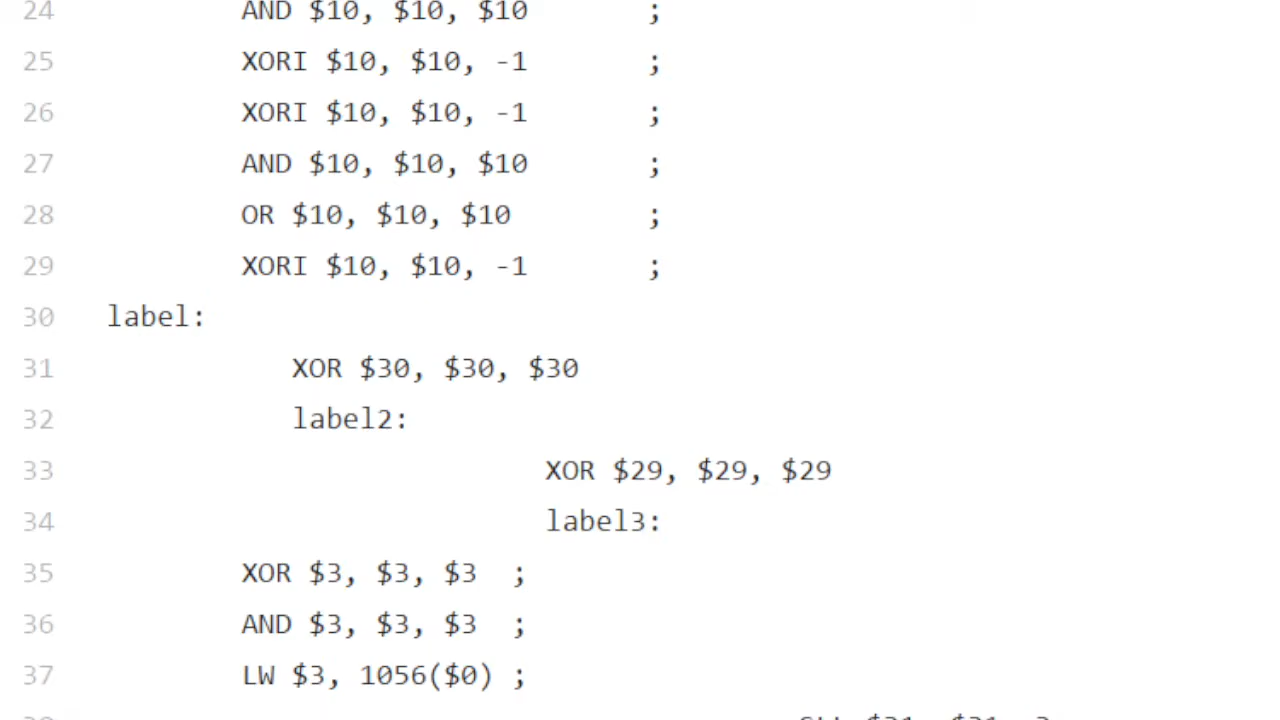 24 AND $10, $10, $10 ;
25 XORI $10, $10, -1 ;
26 XORI $10, $10, -1 ;
27 AND $10, $10, $10 ;
28 OR $10, $10, $10 ;
29 XORI $10, $10, -1 ;
30 label:
31 XOR $30, $30, $30
32 label2:
33 XOR $29, $29, $29
34 label3:
35 XOR $3, $3, $3 ;
36 AND $3, $3, $3 ;
37 LW $3, 1056($0) ;